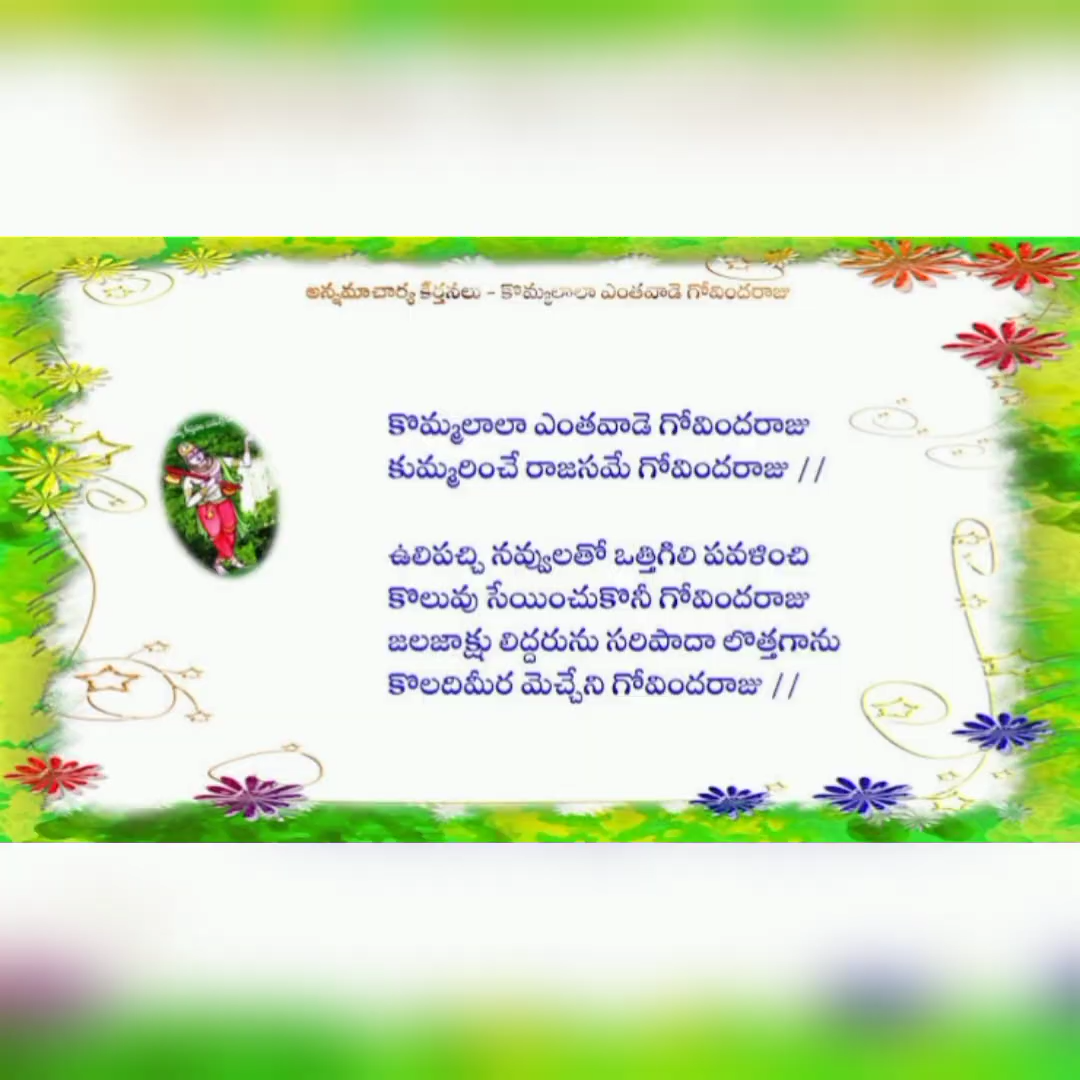 అన్నమాచార్య కీర్తనలు - కొమ్మలాలా ఎంతవాడె గోవిందరాజు
కొమ్మలాలా ఎంతవాడె గోవిందరాజు
కుమ్మరించే రాజసమే గోవిందరాజు //
ఉలిపచ్చి నవ్వులతో ఒత్తిగిలి పవళించి
కొలువు సేయించుకొనీ గోవిందరాజు
జలజాక్షు లిద్దరును సరిపాదా లొత్తగాను
కొలదిమీర మెచ్చేని గోవిందరాజు //